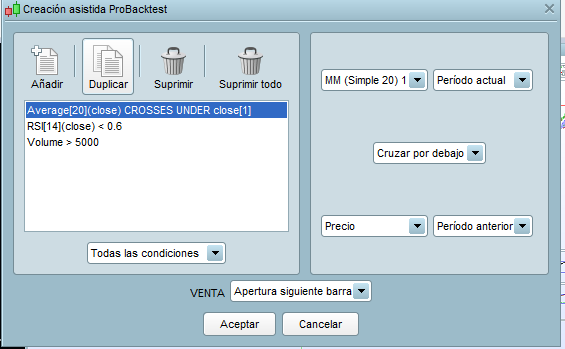 Creación asistida ProBacktest
Añadir Duplicar Suprimir Suprimir todo
Average[20](close) CROSSES UNDER close[1]
RSI[14](close) < 0.6
Volume > 5000
Todas las condiciones
MM (Simple 20) 1 Período actual
Cruzar por debajo
Precio Período anterior
VENTA Apertura siguiente barra
Aceptar Cancelar